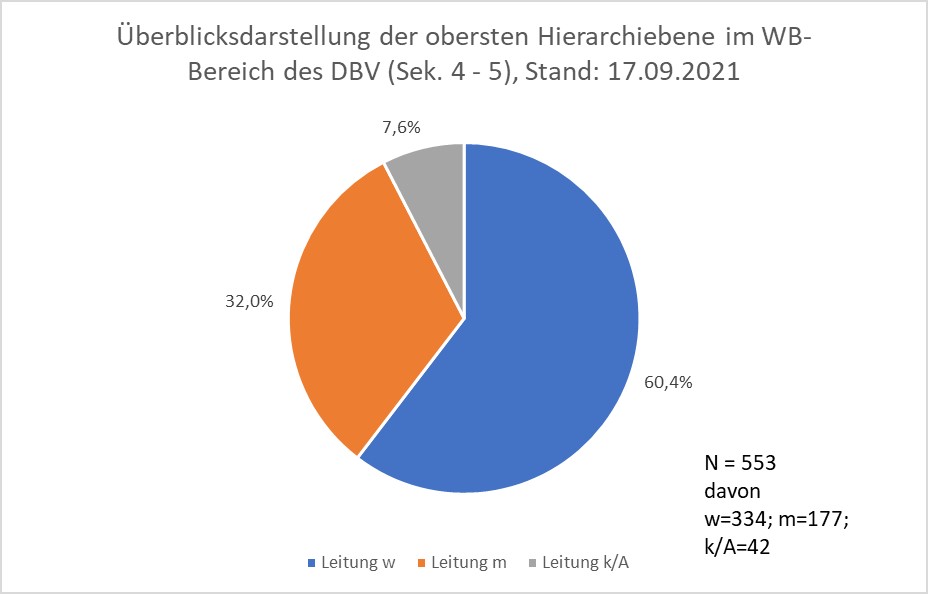 Überblicksdarstellung der obersten Hierarchiebene im WB-
Bereich des DBV (Sek. 4 - 5), Stand: 17.09.2021
7,6%
32,0%
60,4%
N = 553
davon
w=334; m=177;
k/A=42
Leitung w Leitung m Leitung k/A